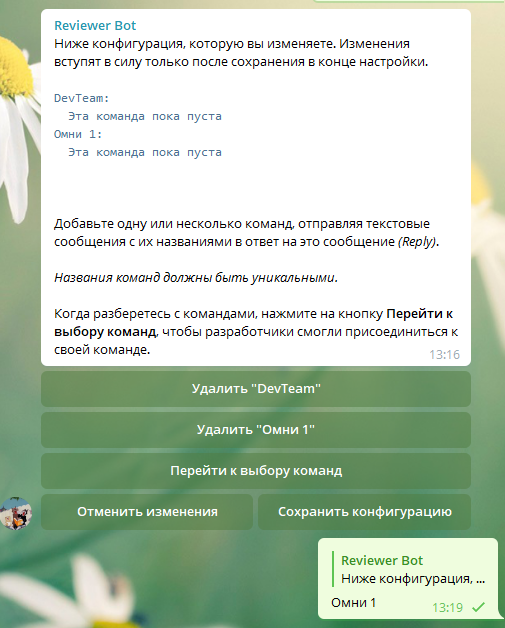 Reviewer Bot
Ниже конфигурация, которую вы изменяете. Изменения
вступят в силу только после сохранения в конце настройки.
DevTeam:
Эта команда пока пуста
Омни 1:
Эта команда пока пуста
Добавьте одну или несколько команд, отправляя текстовые
сообщения с их названиями в ответ на это сообщение (Reply).
Названия команд должны быть уникальными.
Когда разберетесь с командами, нажмите на кнопку Перейти к
выбору команд, чтобы разработчики смогли присоединиться к
своей команде.
13:16
Удалить "DevTeam"
Удалить "Омни 1"
Перейти к выбору команд
Отменить изменения
Сохранить конфигурацию
Reviewer Bot
Ниже конфигурация, ...
Омни 1
13:19